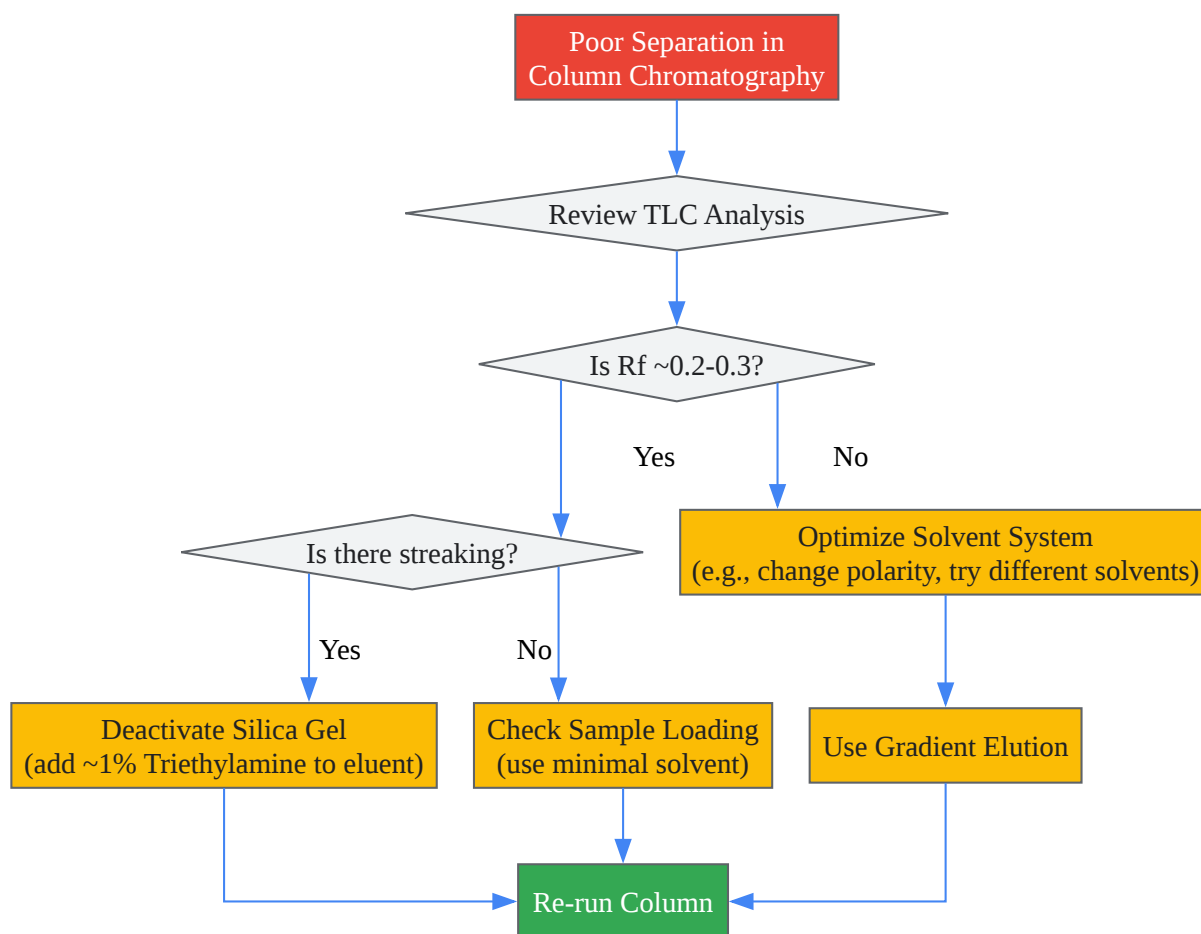 Poor Separation in
Column Chromatography
Review TLC Analysis
Is Rf ~0.2-0.3?
Yes
No
Is there streaking?
Optimize Solvent System
(e.g., change polarity, try different solvents)
Yes
No
Deactivate Silica Gel
(add ~1% Triethylamine to eluent)
Check Sample Loading
(use minimal solvent)
Use Gradient Elution
Re-run Column